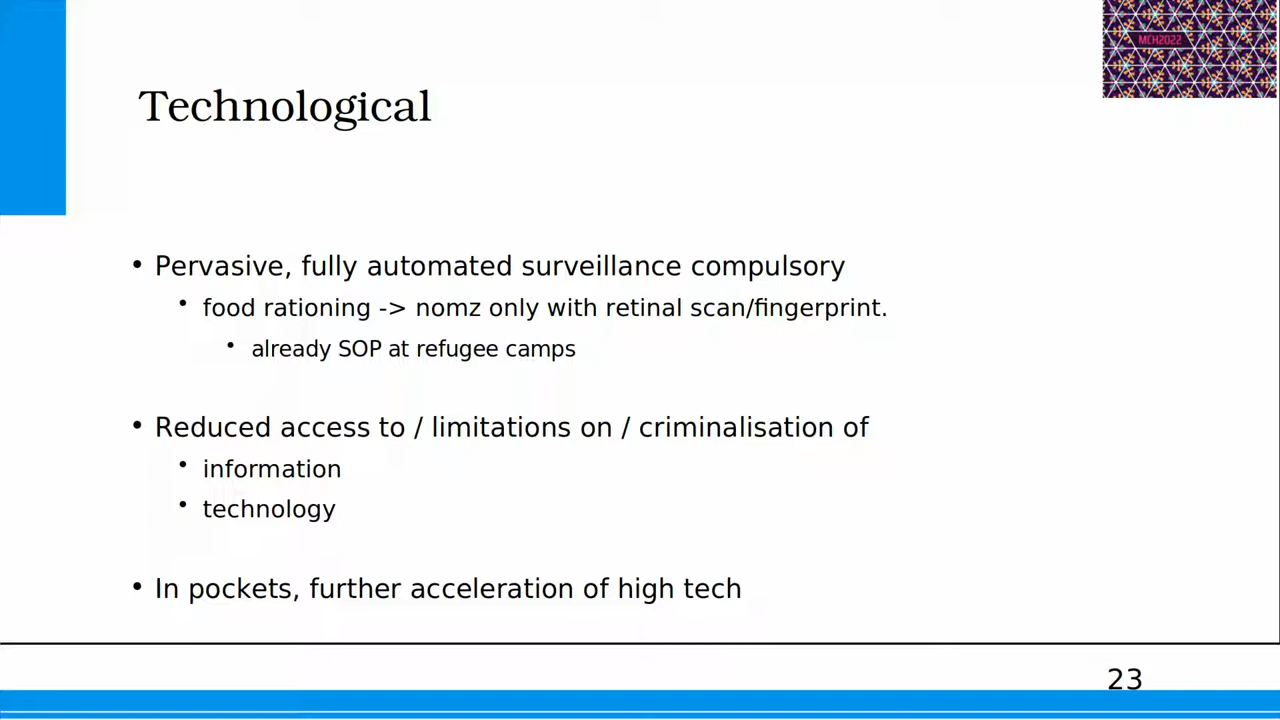 MCH2022
Technological
• Pervasive, fully automated surveillance compulsory
• food rationing -> nomz only with retinal scan/fingerprint.
• already SOP at refugee camps
• Reduced access to / limitations on / criminalisation of
• information
• technology
• In pockets, further acceleration of high tech
23